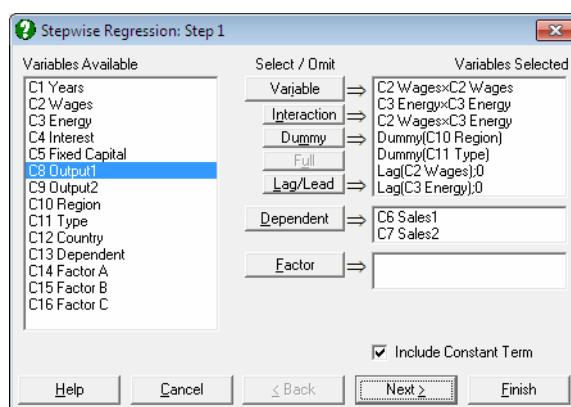 Stepwise Regression: Step 1
Variables Available
Select / Omit
Variables Selected
C1 Years
C2 Wages
C3 Energy
C4 Interest
C5 Fixed Capital
C8 Output1
C9 Output2
C10 Region
C11 Type
C12 Country
C13 Dependent
C14 Factor A
C15 Factor B
C16 Factor C
Variable
Interaction
Dummy
Full
Lag/Lead
Dependent
Factor
C2 Wages×C2 Wages
C3 Energy×C3 Energy
C2 Wages×C3 Energy
Dummy(C10 Region)
Dummy(C11 Type)
Lag(C2 Wages);0
Lag(C3 Energy);0
C6 Sales1
C7 Sales2
Include Constant Term
Help
Cancel
< Back
Next >
Finish